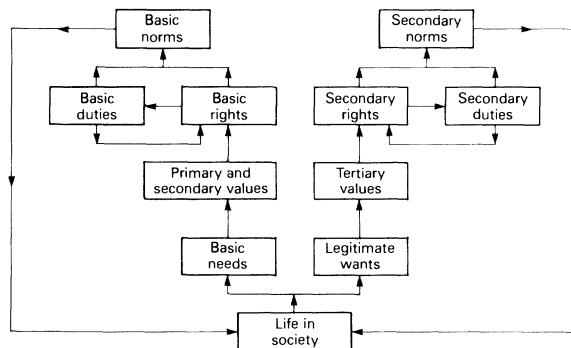 Basic
norms
Secondary
norms
Basic
duties
Basic
rights
Secondary
rights
Secondary
duties
Primary and
secondary values
Tertiary
values
Basic
needs
Legitimate
wants
Life in
society